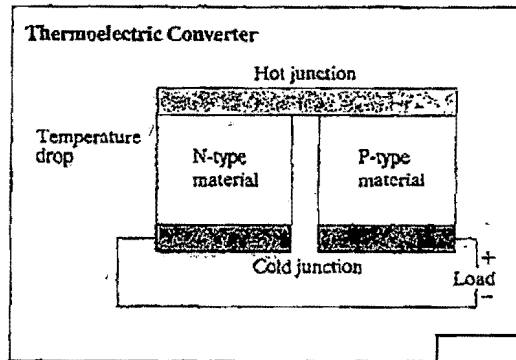 Thermoelectric Converter
Hot junction
Temperature
drop
N-type
material
P-type
material
Cold junction
+
Load
−